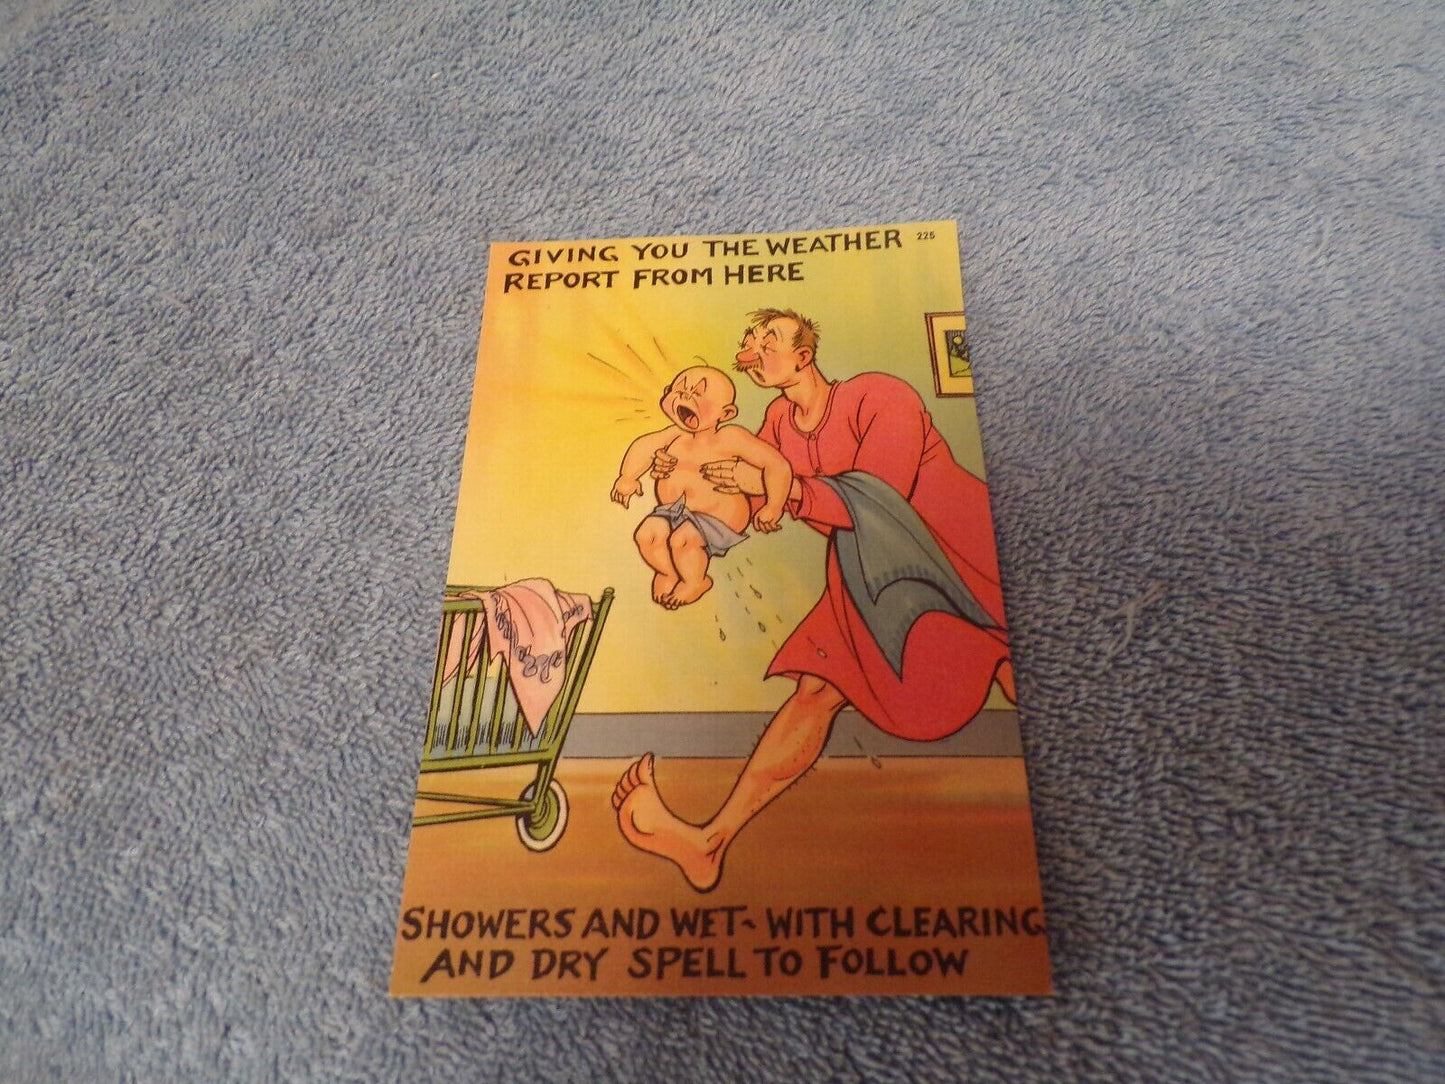 GIVING YOU THE WEATHER 225
REPORT FROM HERE
SHOWERS AND WET~ WITH CLEARING
AND DRY SPELL TO FOLLOW